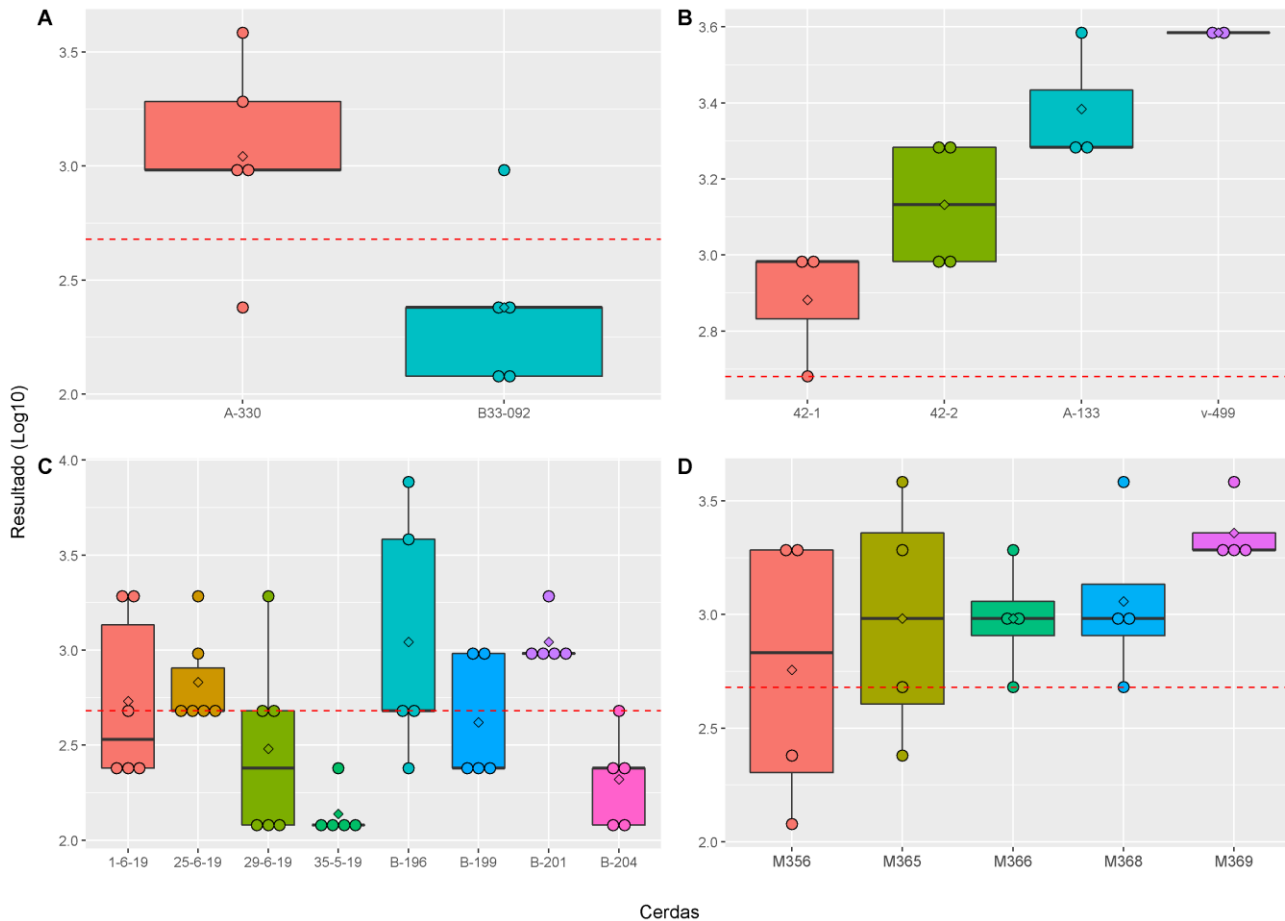 A
B
3.5
3.0
2.5
2.0
A-330
B33-092
3.6
3.4
3.2
3.0
2.8
42-1
42-2
A-133
v-499
Resultado (Log10)
C
D
4.0
3.5
3.0
2.5
2.0
1-6-19
25-6-19
29-6-19
35-5-19
B-196
B-199
B-201
B-204
3.5
3.0
2.5
2.0
M356
M365
M366
M368
M369
Cerdas